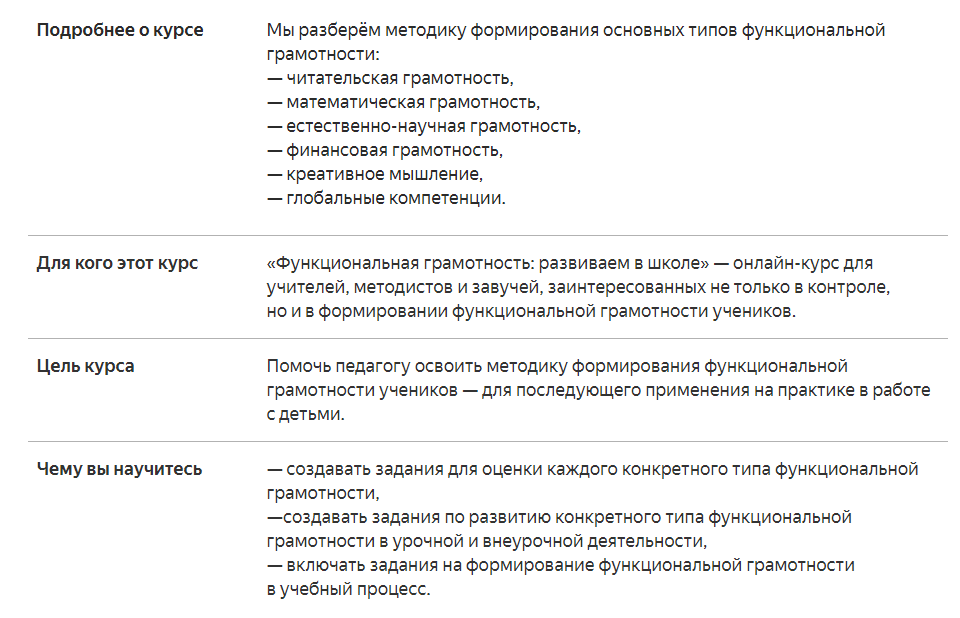 Подробнее о курсе
Мы разберём методику формирования основных типов функциональной
грамотности:
— читательская грамотность,
— математическая грамотность,
— естественно-научная грамотность,
— финансовая грамотность,
— креативное мышление,
— глобальные компетенции.
Для кого этот курс
«Функциональная грамотность: развиваем в школе» — онлайн-курс для
учителей, методистов и завучей, заинтересованных не только в контроле,
но и в формировании функциональной грамотности учеников.
Цель курса
Помочь педагогу освоить методику формирования функциональной
грамотности учеников — для последующего применения на практике в работе
с детьми.
Чему вы научитесь
— создавать задания для оценки каждого конкретного типа функциональной
грамотности,
—создавать задания по развитию конкретного типа функциональной
грамотности в урочной и внеурочной деятельности,
— включать задания на формирование функциональной грамотности
в учебный процесс.